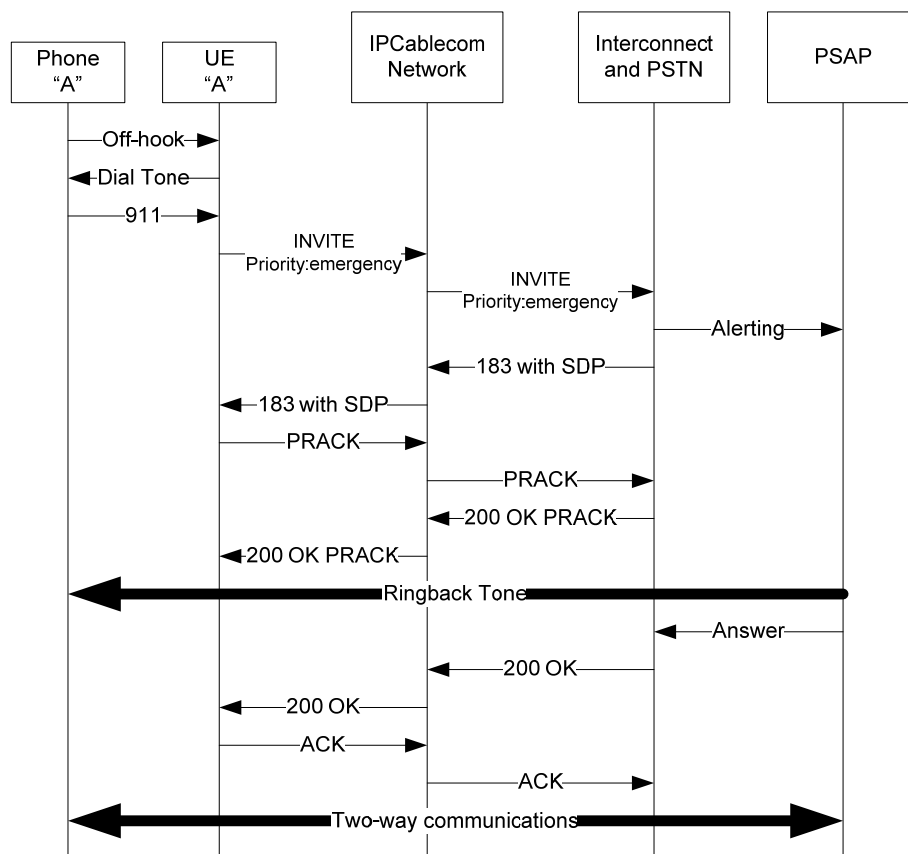 Phone
“A”
UE
“A”
IPCablecom
Network
Interconnect
and PSTN
PSAP
Off-hook
Dial Tone
911
INVITE
Priority:emergency
INVITE
Priority:emergency
Alerting
183 with SDP
183 with SDP
PRACK
PRACK
200 OK PRACK
200 OK PRACK
Ringback Tone
Answer
200 OK
200 OK
ACK
ACK
Two-way communications